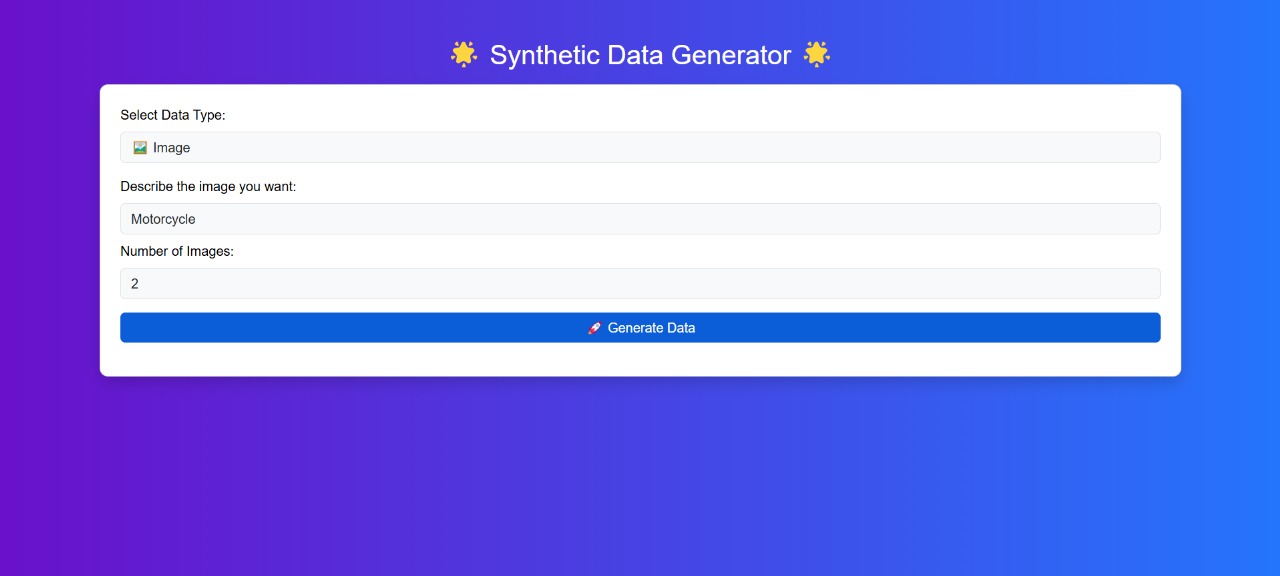 🌟 Synthetic Data Generator 🌟
Select Data Type:
🖼️ Image
Describe the image you want:
Motorcycle
Number of Images:
2
🚀 Generate Data